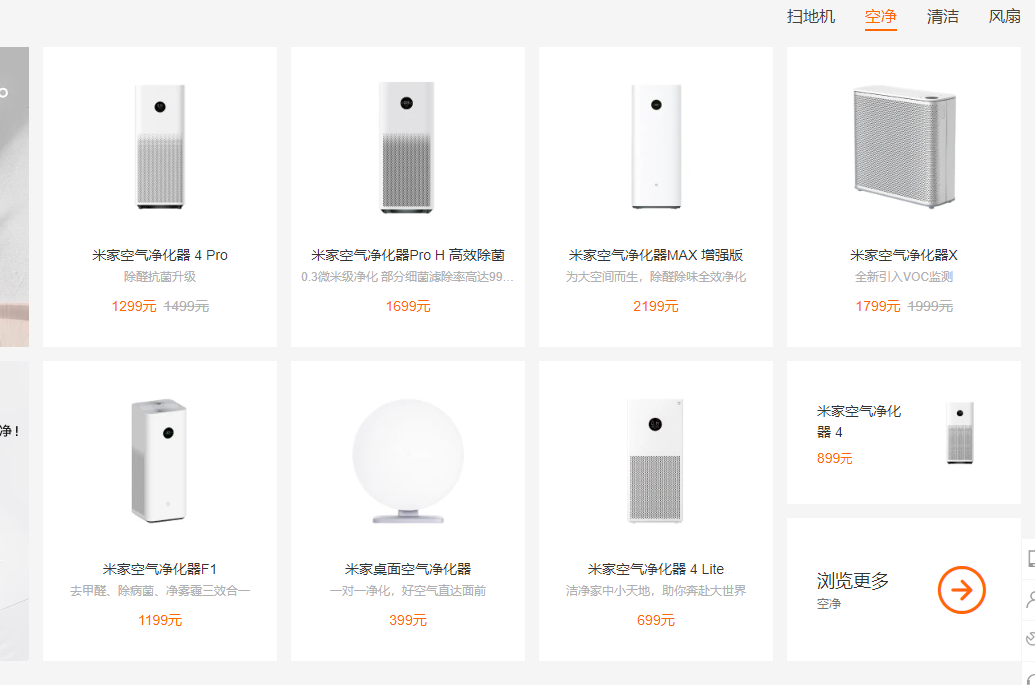 扫地机
空净
清洁
风扇
米家空气净化器 4 Pro
除醛抗菌升级
1299元 1499元
米家空气净化器Pro H 高效除菌
0.3微米级净化 部分细菌滤除率高达99...
1699元
米家空气净化器MAX 增强版
为大空间而生，除醛除味全效净化
2199元
米家空气净化器X
全新引入VOC监测
1799元 1999元
净！
米家空气净化器F1
去甲醛、除病菌、净雾霾三效合一
1199元
米家桌面空气净化器
一对一净化，好空气直达面前
399元
米家空气净化器 4 Lite
洁净家中小天地，助你奔赴大世界
699元
米家空气净化
器 4
899元
浏览更多
空净